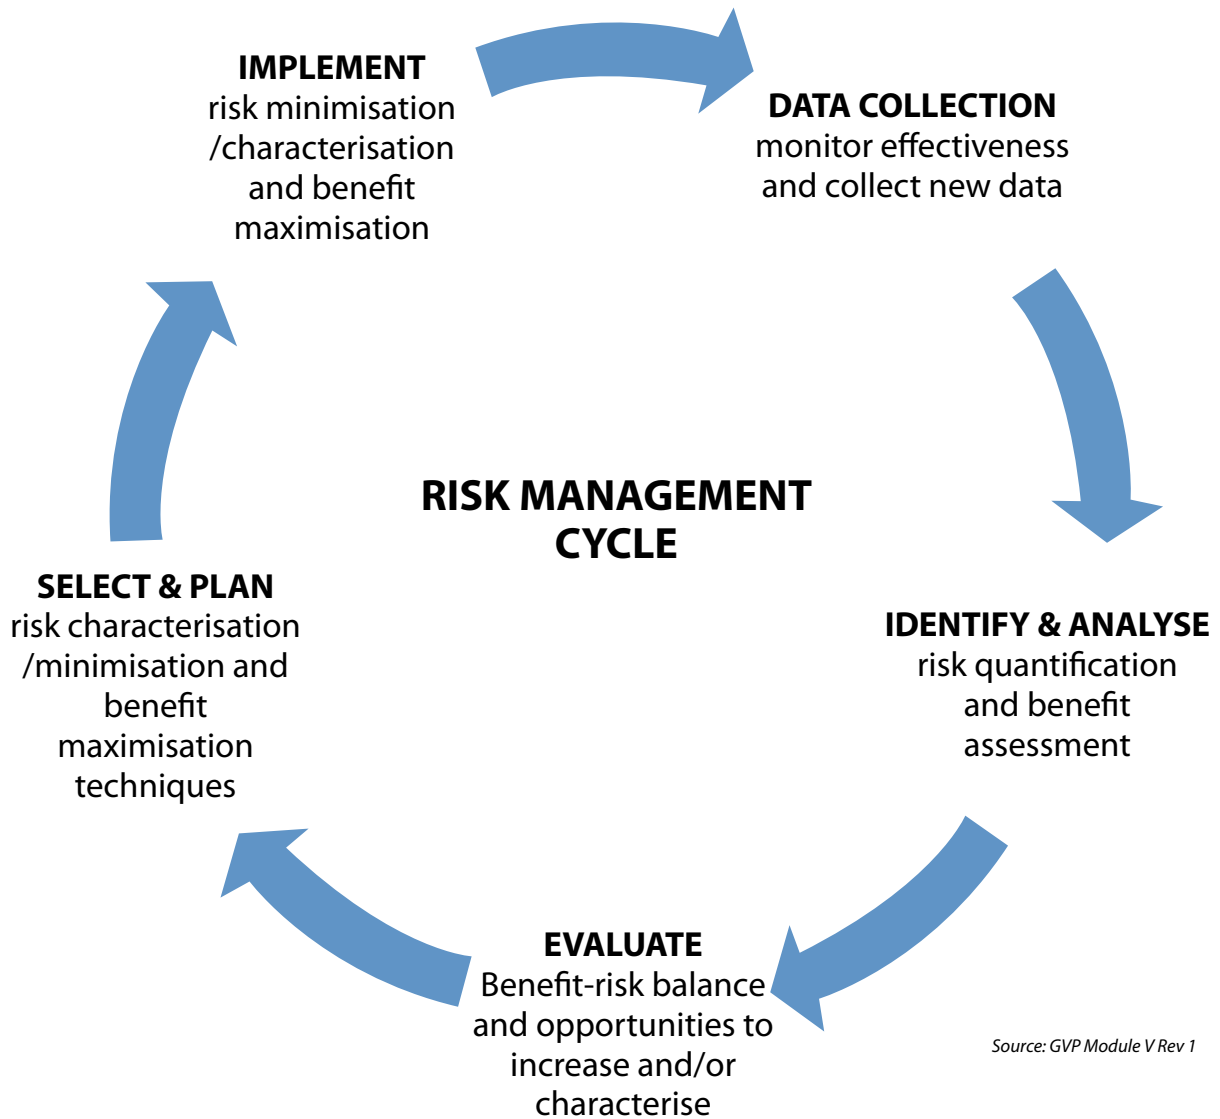 IMPLEMENT
risk minimisation
/characterisation
and benefit
maximisation
DATA COLLECTION
monitor effectiveness
and collect new data
RISK MANAGEMENT
CYCLE
SELECT & PLAN
risk characterisation
/minimisation and
benefit
maximisation
techniques
IDENTIFY & ANALYSE
risk quantification
and benefit
assessment
EVALUATE
Benefit-risk balance
and opportunities to
increase and/or
characterise
Source: GVP Module V Rev 1